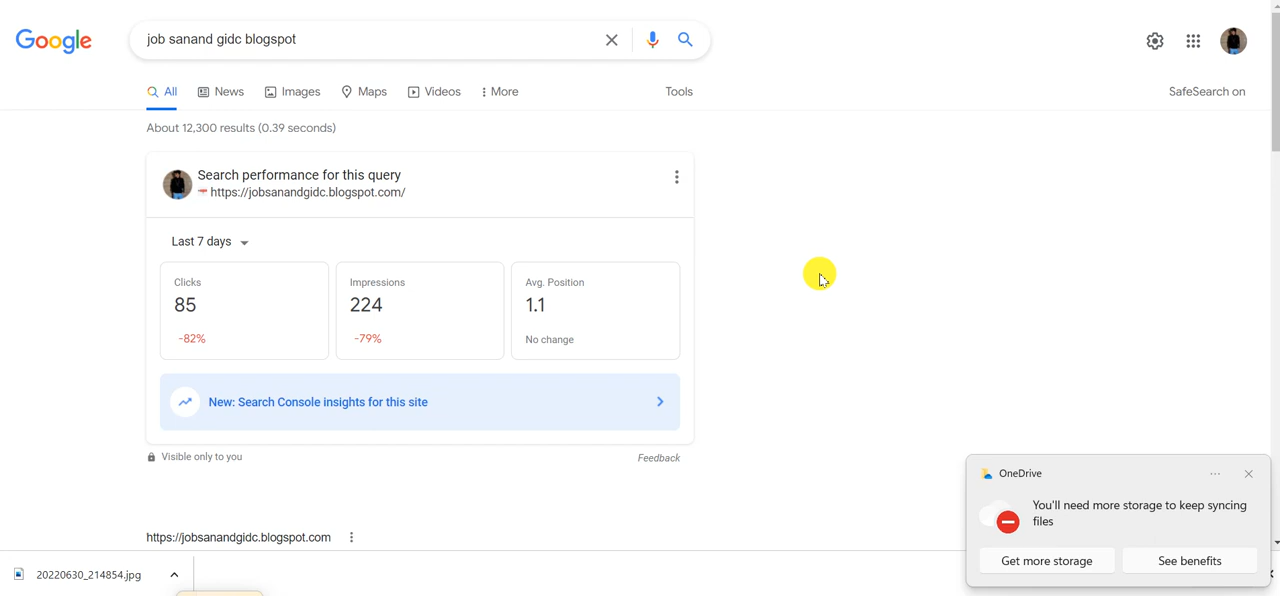 Google
job sanand gidc blogspot
All News Images Maps Videos More Tools SafeSearch on
About 12,300 results (0.39 seconds)
Search performance for this query
https://jobsanandgidc.blogspot.com/
Last 7 days
Clicks Impressions Avg. Position
85 224 1.1
-82% -79% No change
New: Search Console insights for this site
Visible only to you Feedback
https://jobsanandgidc.blogspot.com
20220630_214854.jpg
OneDrive
You'll need more storage to keep syncing
files
Get more storage See benefits